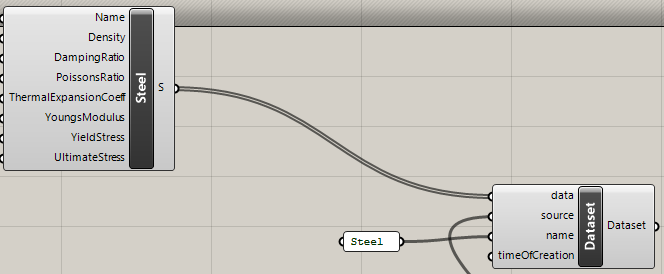 Name
Density
DampingRatio
PoissonsRatio
ThermalExpansionCoeff
YoungsModulus
YieldStress
UltimateStress
Steel
S
Steel
data
source
name
timeOfCreation
Dataset
Dataset